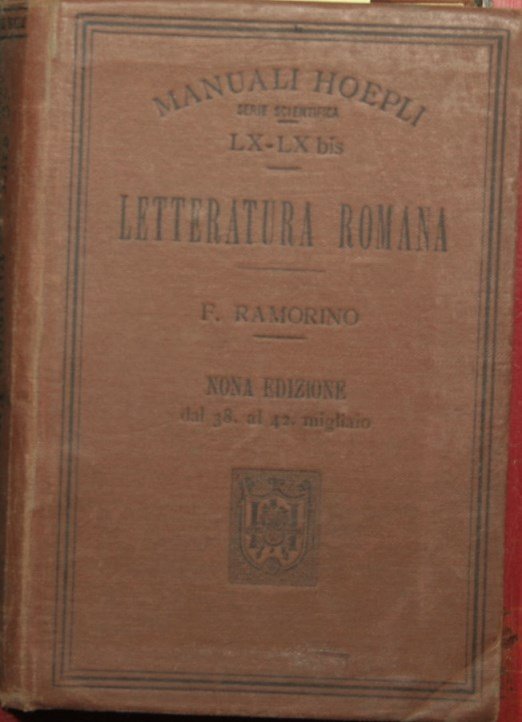 MANUALI HOEPLI
SERIE SCIENTIFICA
LX-LX bis
LETTERATURA ROMANA
F. RAMORINO
NONA EDIZIONE
dal 38. al 42. migliaio